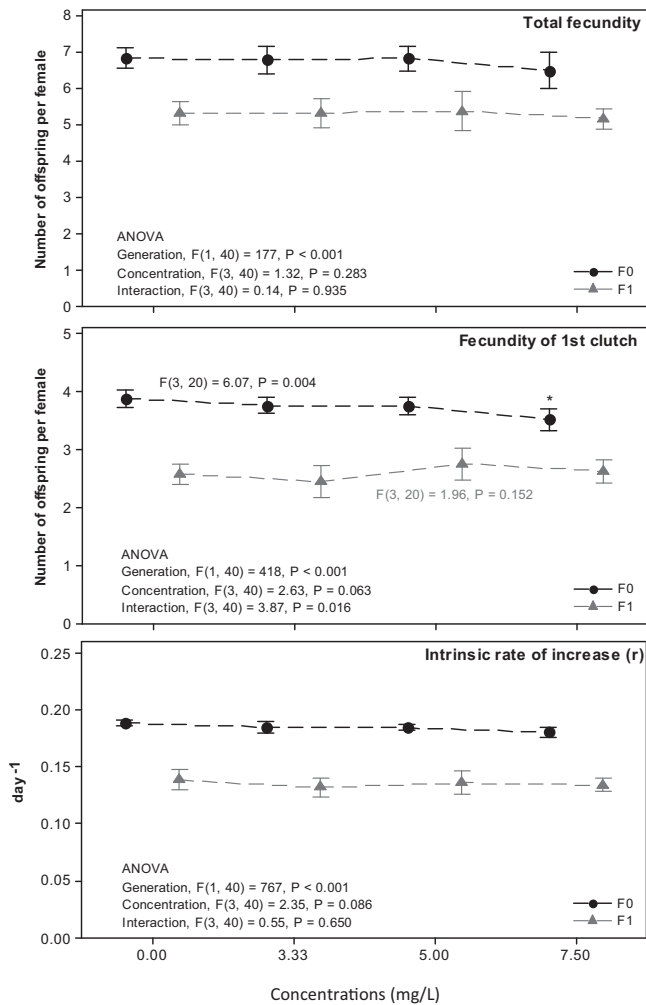 Total fecundity
8
7
6
5
4
3
2
1
0
Number of offspring per female
ANOVA
Generation, F(1, 40) = 177, P < 0.001
Concentration, F(3, 40) = 1.32, P = 0.283
Interaction, F(3, 40) = 0.14, P = 0.935
F0
F1
Fecundity of 1st clutch
5
4
3
2
1
0
Number of offspring per female
F(3, 20) = 6.07, P = 0.004
*
F(3, 20) = 1.96, P = 0.152
ANOVA
Generation, F(1, 40) = 418, P < 0.001
Concentration, F(3, 40) = 2.63, P = 0.063
Interaction, F(3, 40) = 3.87, P = 0.016
F0
F1
Intrinsic rate of increase (r)
0.25
0.20
0.15
0.10
0.05
0.00
day⁻¹
ANOVA
Generation, F(1, 40) = 767, P < 0.001
Concentration, F(3, 40) = 2.35, P = 0.086
Interaction, F(3, 40) = 0.55, P = 0.650
F0
F1
0.00 3.33 5.00 7.50
Concentrations (mg/L)